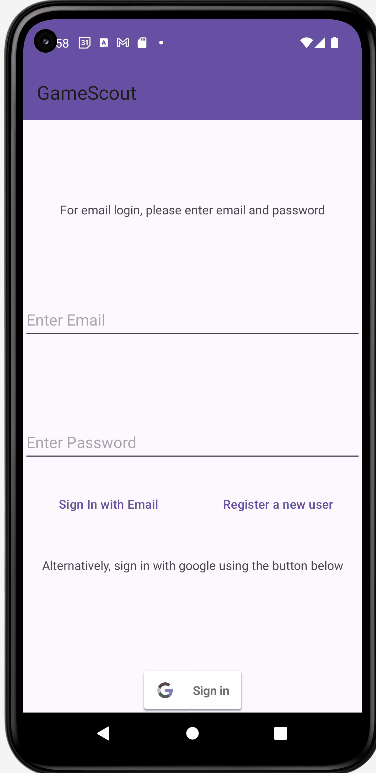 58
31
A
GameScout
For email login, please enter email and password
Enter Email
Enter Password
Sign In with Email
Register a new user
Alternatively, sign in with google using the button below
G Sign in